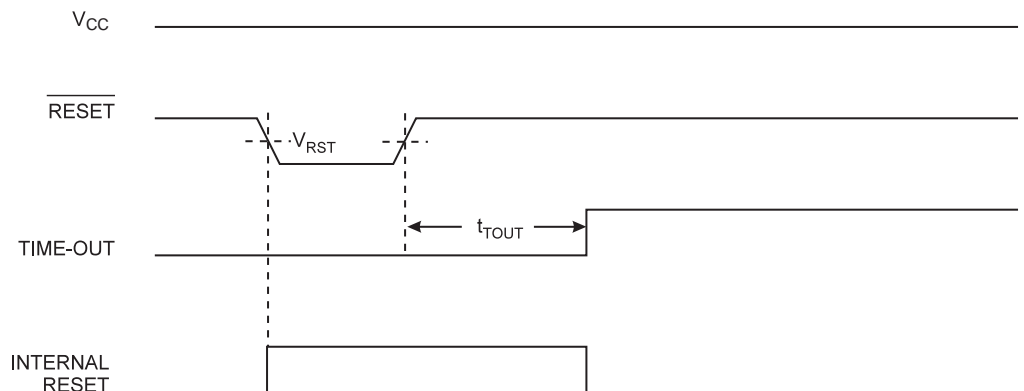 VCC
RESET
VRST
tTOUT
TIME-OUT
INTERNAL
RESET